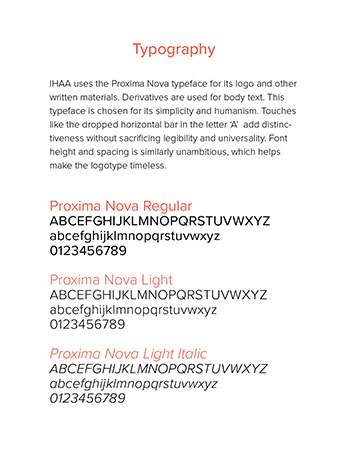 Typography
IHAA uses the Proxima Nova typeface for its logo and other
written materials. Derivatives are used for body text. This
typeface is chosen for its simplicity and humanism. Touches
like the dropped horizontal bar in the letter ‘A’ add distinc-
tiveness without sacrificing legibility and universality. Font
height and spacing is similarly unambitious, which helps
make the logotype timeless.
Proxima Nova Regular
ABCEFGHIJKLMNOPQRSTUVWXYZ
abcefghijklmnopqrstuvwxyz
0123456789
Proxima Nova Light
ABCEFGHIJKLMNOPQRSTUVWXYZ
abcefghijklmnopqrstuvwxyz
0123456789
Proxima Nova Light Italic
ABCEFGHIJKLMNOPQRSTUVWXYZ
abcefghijklmnopqrstuvwxyz
0123456789